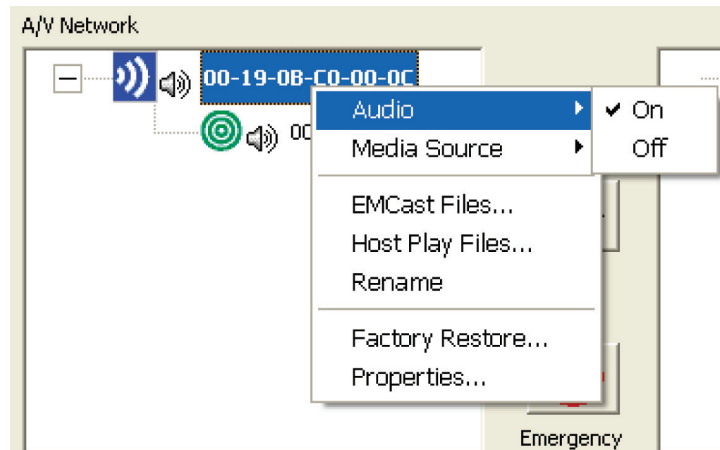 A/V Network
00-19-0B-C0-00-0C
Audio
On
00
Media Source
Off
EMCast Files...
Host Play Files...
Rename
Factory Restore...
Properties...
Emergency